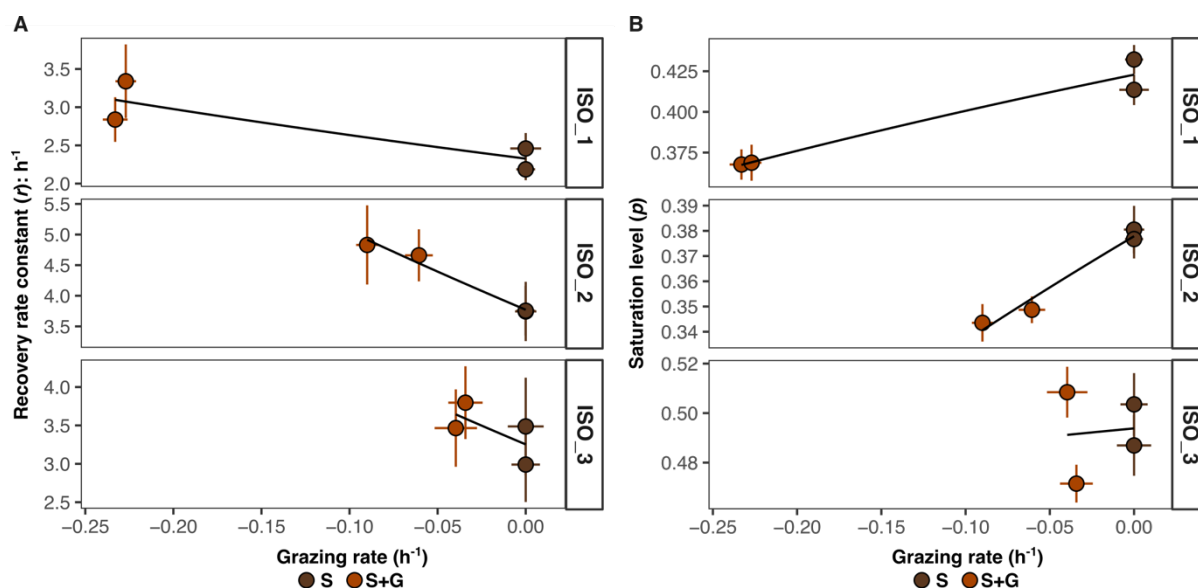 A
Recovery rate constant (r): h⁻¹
3.5
3.0
2.5
2.0
ISO_1
5.5
5.0
4.5
4.0
3.5
ISO_2
4.0
3.5
3.0
2.5
ISO_3
−0.25 −0.20 −0.15 −0.10 −0.05 0.00
Grazing rate (h⁻¹)
S S+G
B
Saturation level (p)
0.425
0.400
0.375
ISO_1
0.39
0.38
0.37
0.36
0.35
0.34
ISO_2
0.52
0.50
0.48
ISO_3
−0.25 −0.20 −0.15 −0.10 −0.05 0.00
Grazing rate (h⁻¹)
S S+G